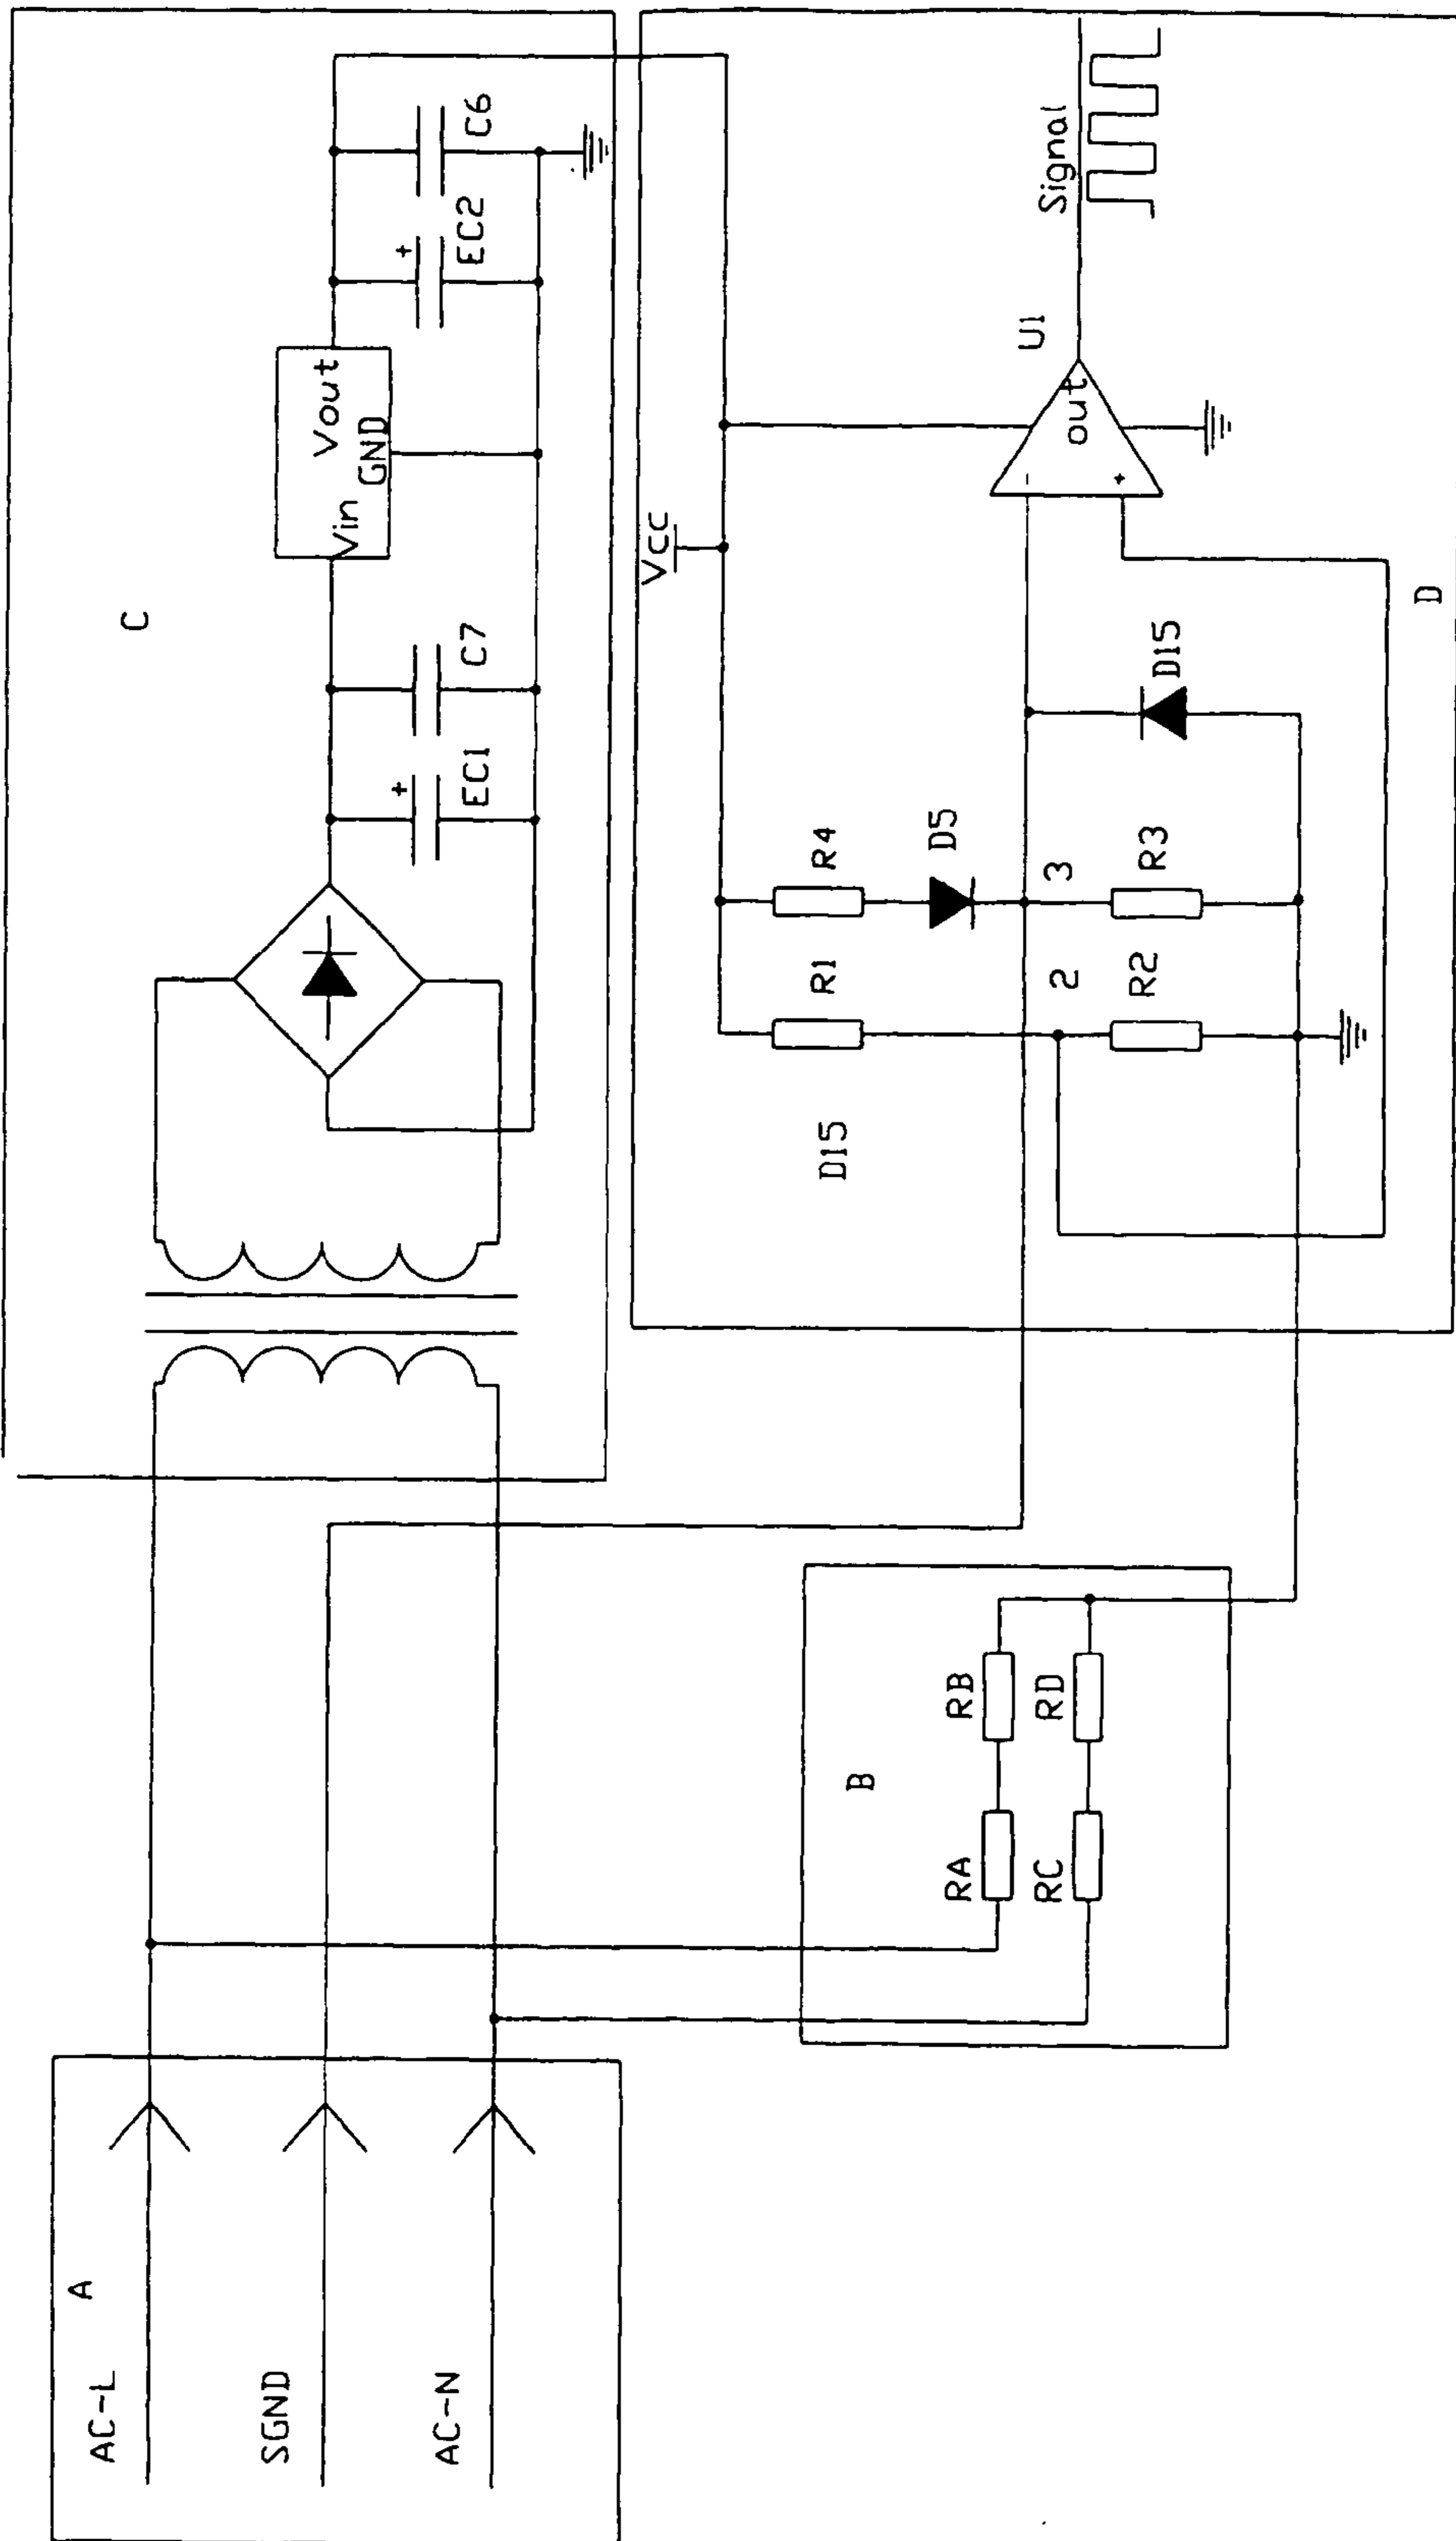 A
AC-L
SGND
AC-N
B
RA
RB
RC
RD
C
EC1
+
C7
Vin
Vout
GND
EC2
+
C6
Vcc
D15
R1
R4
D5
2
3
R2
R3
D15
-
+
out
U1
Signal
D